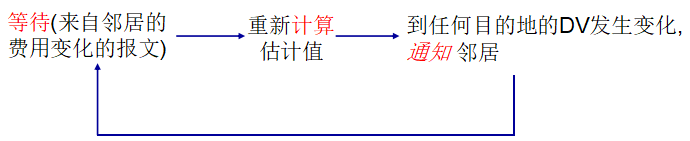 等待(来自邻居的
费用变化的报文)
重新计算
估计值
到任何目的地的DV发生变化,
通知 邻居